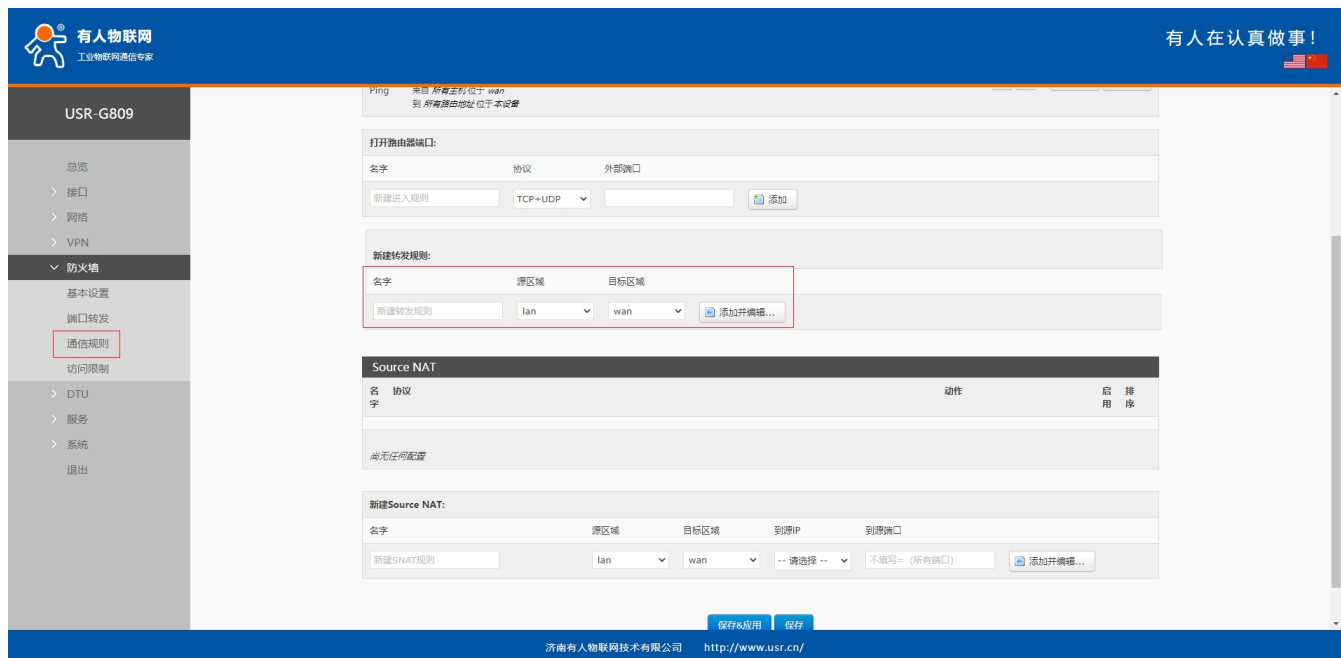 有人物联网
工业物联网通信专家
有人在认真做事！
USR-G809
总览
接口
网络
VPN
防火墙
基本设置
端口转发
通信规则
访问限制
DTU
服务
系统
退出
Ping 来自 所有主机 位于 wan
到 所有路由地址 位于 本设备
打开路由器端口:
名字 协议 外部端口
新建进入规则 TCP+UDP 添加
新建转发规则:
名字 源区域 目标区域
新建转发规则 lan wan 添加并编辑...
Source NAT
名字 协议 动作 启用 排序
尚无任何配置
新建Source NAT:
名字 源区域 目标区域 到源IP 到源端口
新建SNAT规则 lan wan -- 请选择 -- 不填写=（所有端口） 添加并编辑...
保存&应用 保存
济南有人物联网技术有限公司 http://www.usr.cn/